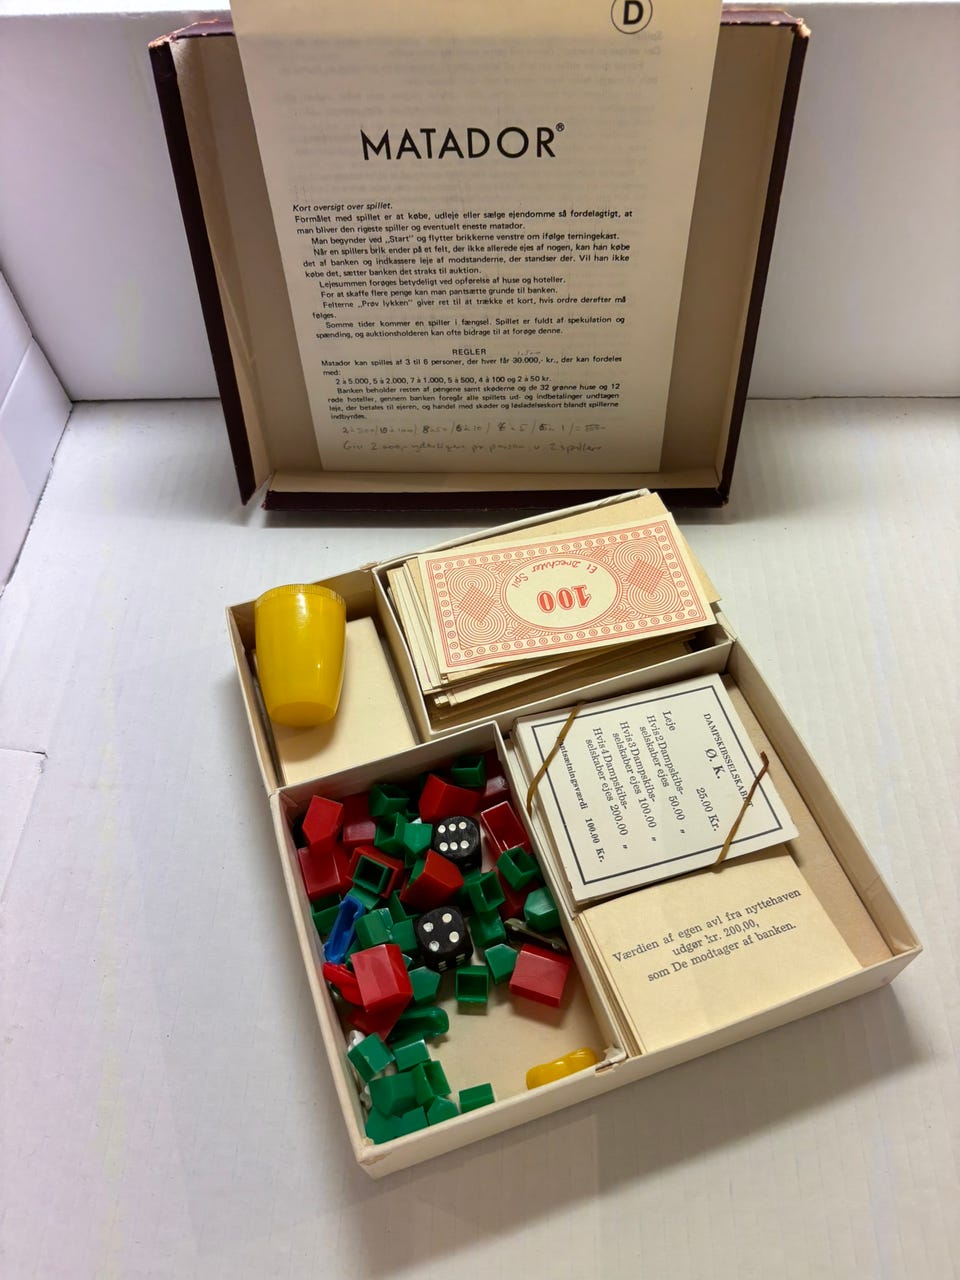 D
MATADOR®
Kort oversigt over spillet.
Formålet med spillet er at købe, udleje eller sælge ejendomme så fordelagtigt, at
man bliver den rigeste spiller og eventuelt eneste matador.
Man begynder ved „Start" og flytter brikkerne venstre om ifølge terningekast.
Når en spillers brik ender på et felt, der ikke allerede ejes af nogen, kan han købe
det af banken og indkassere leje af modstanderne, der standser der. Vil han ikke
købe det, sætter banken det straks til auktion.
Lejesummen forøges betydeligt ved opførelse af huse og hoteller.
For at skaffe flere penge kan man pantsætte grunde til banken.
Felterne „Prøv lykken" giver ret til at trække et kort, hvis ordre derefter må
følges.
Somme tider kommer en spiller i fængsel. Spillet er fuldt af spekulation og
spænding, og auktionsholderen kan ofte bidrage til at forøge denne.
REGLER
Matador kan spilles af 3 til 6 personer, der hver får 30.000,- kr., der kan fordeles
med:
2 à 5.000, 5 à 2.000, 7 à 1.000, 5 à 500, 4 à 100 og 2 à 50 kr.
Banken beholder resten af pengene samt skøderne og de 32 grønne huse og 12
røde hoteller, gennem banken foregår alle spillets ud- og indbetalinger undtagen
leje, der betales til ejeren, og handel med skøder og løsladelseskort blandt spillerne
indbyrdes.
Giv 2.000,- yderligere pr. person, v. 2 spillere
Et Drechsler Spil
100
DAMPSKIBSSELSKABET
Ø. K.
25.00 Kr.
Leje
Hvis 2 Dampskibs-
selskaber ejes 50.00 „
Hvis 3 Dampskibs-
selskaber ejes 100.00 „
Hvis 4 Dampskibs-
selskaber ejes 200.00 „
antsætningsværdi 100.00 Kr.
Værdien af egen avl fra nyttehaven
udgør kr. 200,00,
som De modtager af banken.